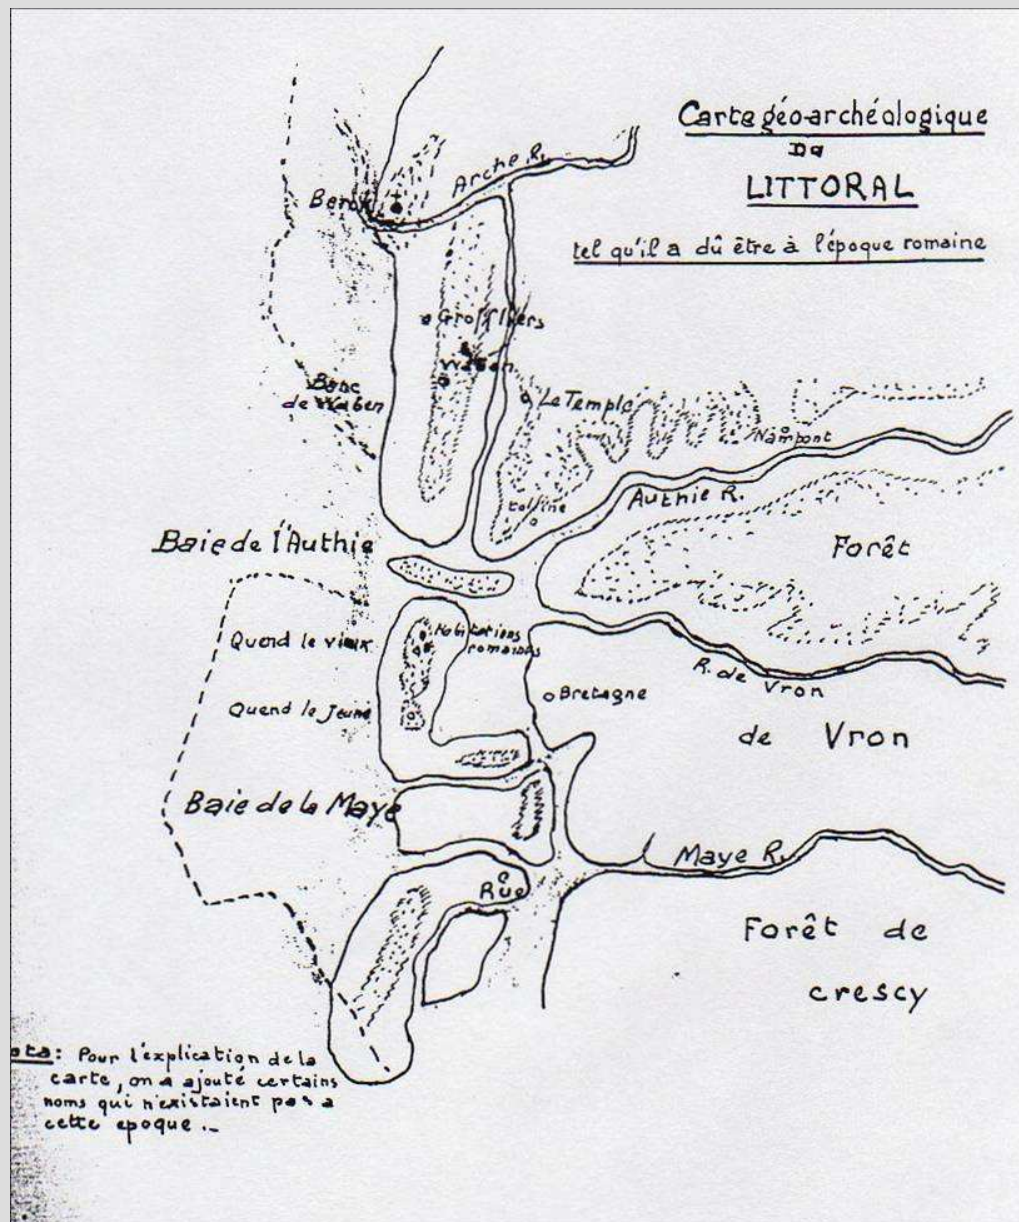 Carte géo-archéologique
Du
LITTORAL
tel qu'il a dû être à l'époque romaine
Arche R.
Berck
Groffliers
Waben
Banc
de Waben
Le Temple
Nampont
Authie R.
Colline
Baie de l'Authie
Forêt
Quend le vieux
Habitations
romaines
R. de Vron
Bretagne
Quend le Jeune
de Vron
Baie de la Maye
Maye R.
Rue
Forêt de
crescy
ota: Pour l'explication de la
carte, on a ajouté certains
noms qui n'existaient pas a
cette epoque._